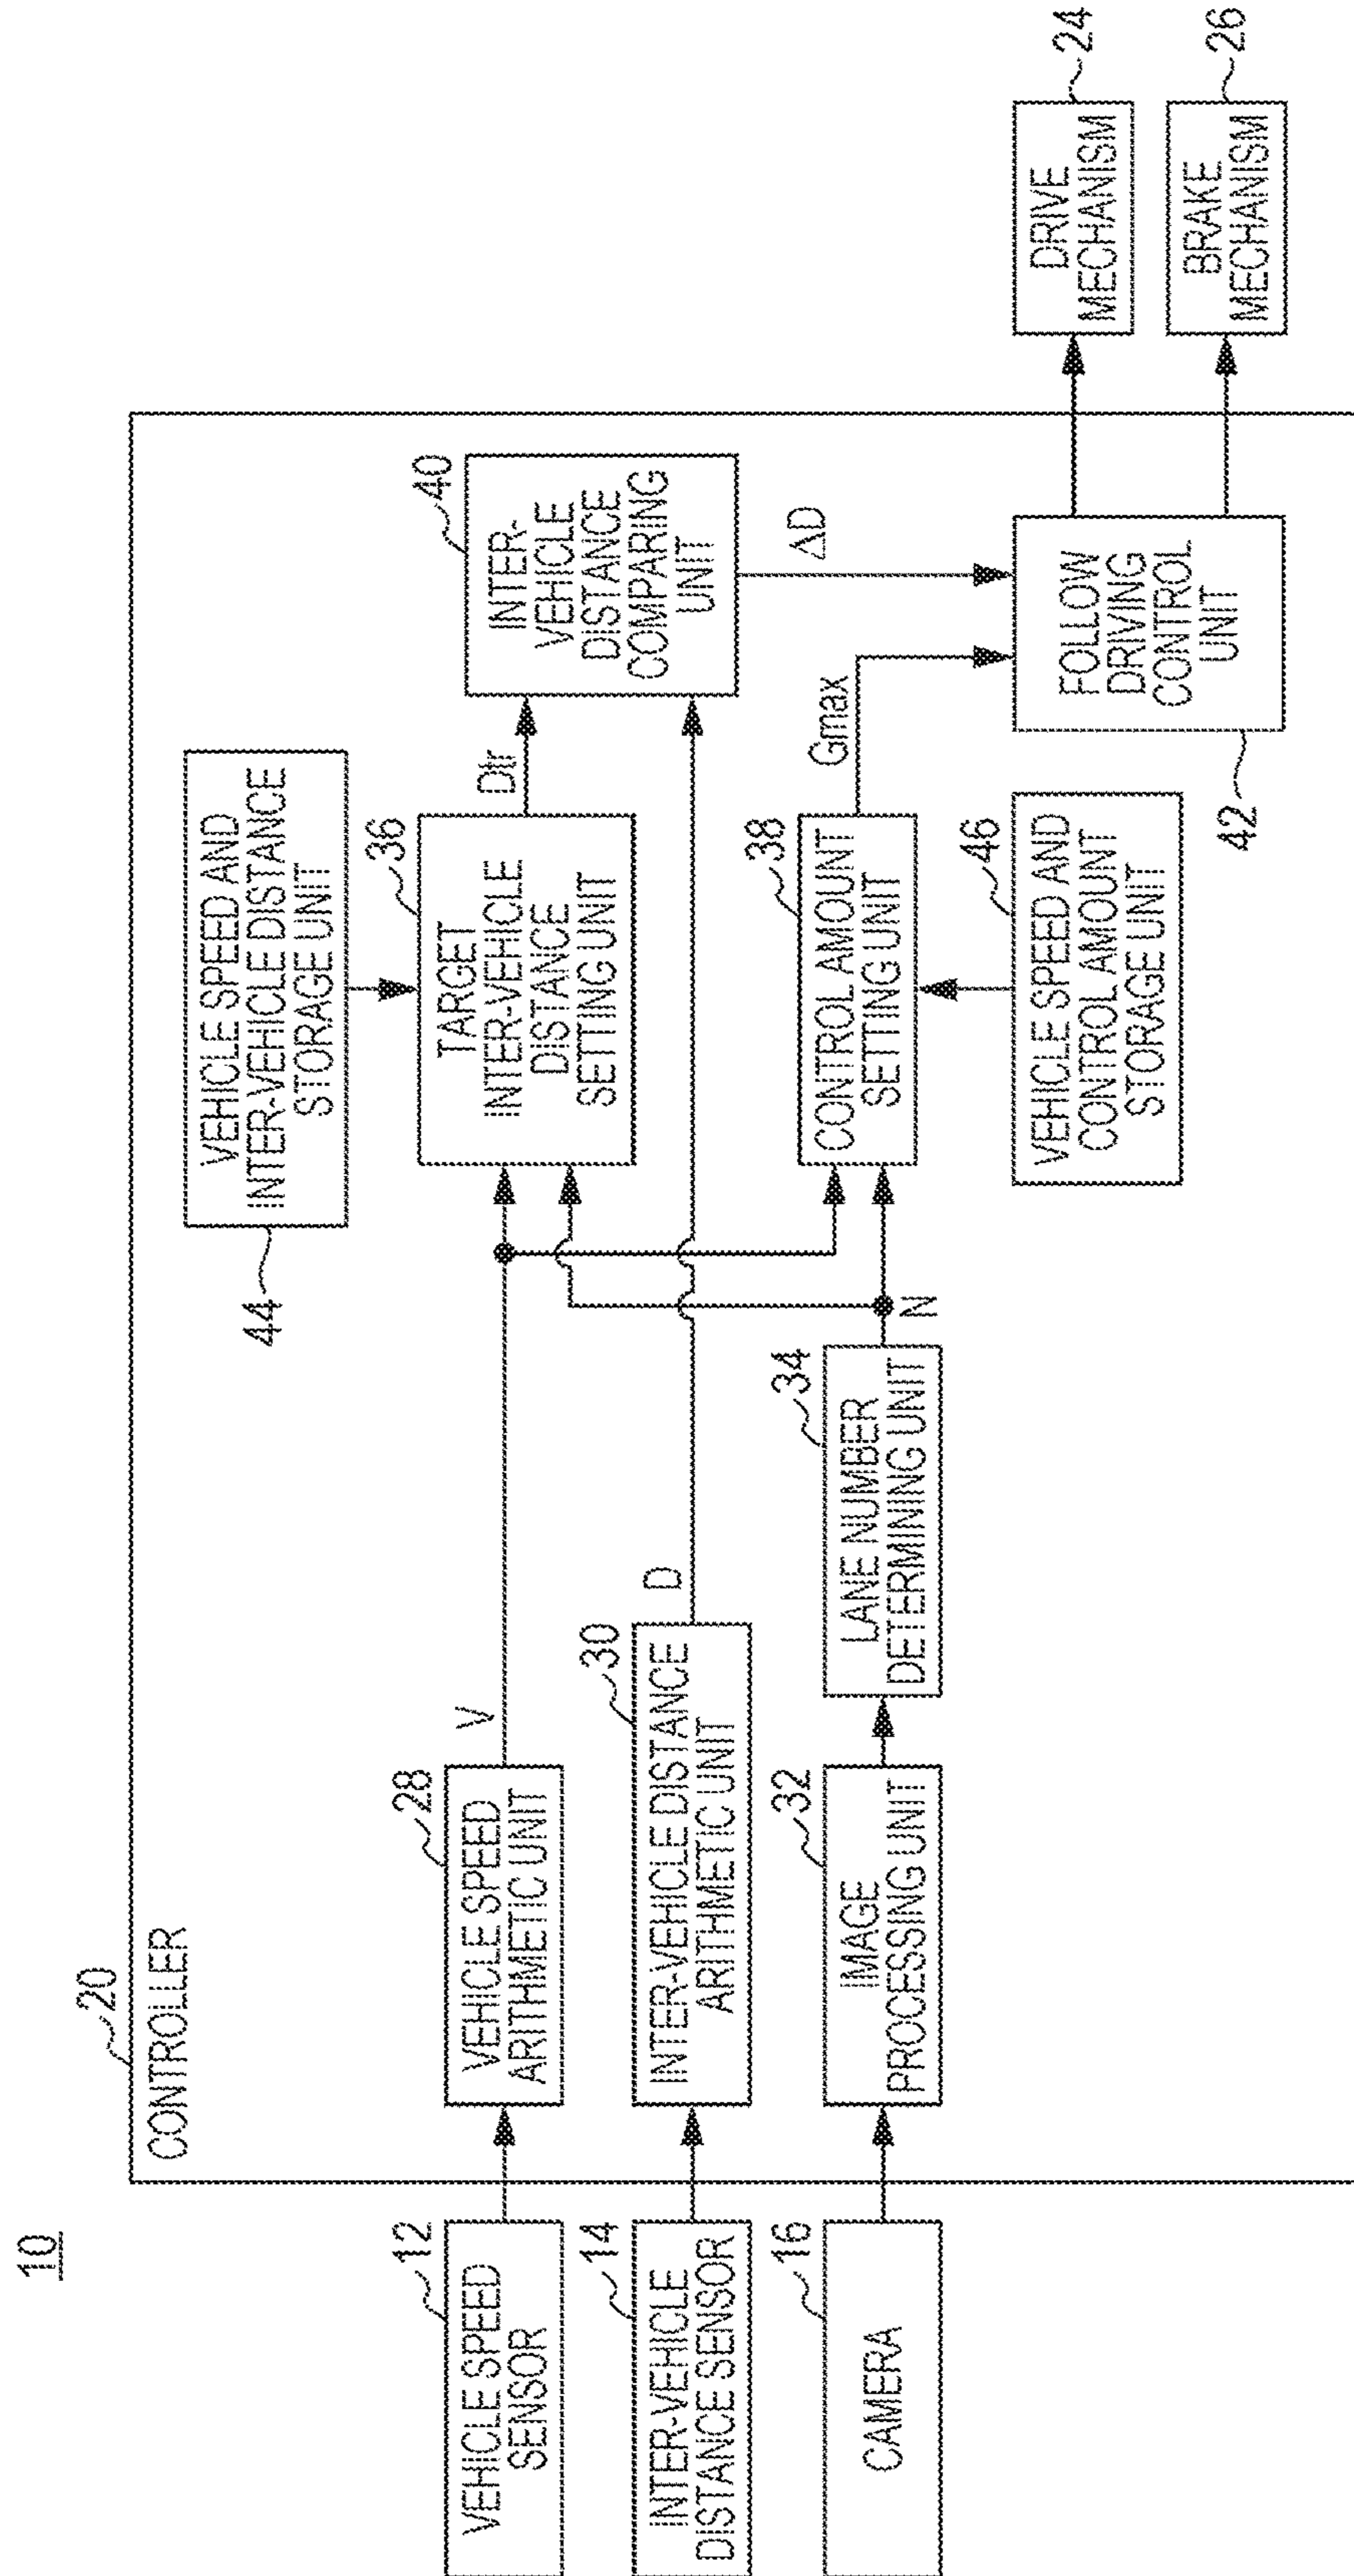 10
20
CONTROLLER
12
VEHICLE SPEED
SENSOR
14
INTER-VEHICLE
DISTANCE SENSOR
16
CAMERA
28
VEHICLE SPEED
ARITHMETIC UNIT
V
30
INTER-VEHICLE DISTANCE
ARITHMETIC UNIT
D
32
IMAGE
PROCESSING UNIT
34
LANE NUMBER
DETERMINING UNIT
N
44
VEHICLE SPEED AND
INTER-VEHICLE DISTANCE
STORAGE UNIT
36
TARGET
INTER-VEHICLE
DISTANCE
SETTING UNIT
Dtr
38
CONTROL AMOUNT
SETTING UNIT
Gmax
46
VEHICLE SPEED AND
CONTROL AMOUNT
STORAGE UNIT
40
INTER-
VEHICLE
DISTANCE
COMPARING
UNIT
ΔD
FOLLOW
DRIVING
CONTROL
UNIT
42
DRIVE
MECHANISM
24
BRAKE
MECHANISM
26